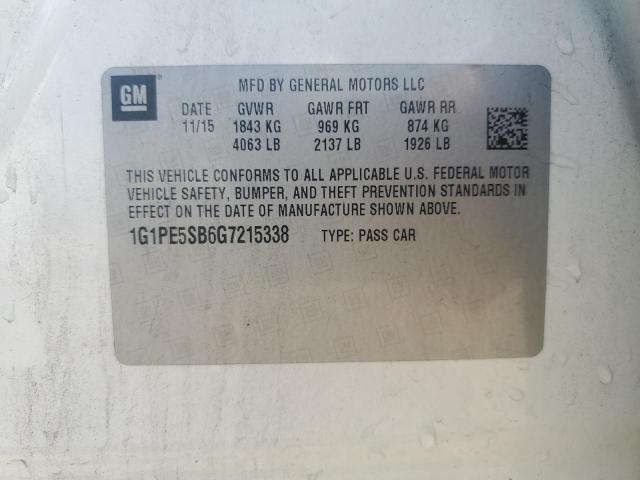 GM
MFD BY GENERAL MOTORS LLC
DATE GVWR GAWR FRT GAWR RR
11/15 1843 KG 969 KG 874 KG
4063 LB 2137 LB 1926 LB
THIS VEHICLE CONFORMS TO ALL APPLICABLE U.S. FEDERAL MOTOR
VEHICLE SAFETY, BUMPER, AND THEFT PREVENTION STANDARDS IN
EFFECT ON THE DATE OF MANUFACTURE SHOWN ABOVE.
1G1PE5SB6G7215338 TYPE: PASS CAR